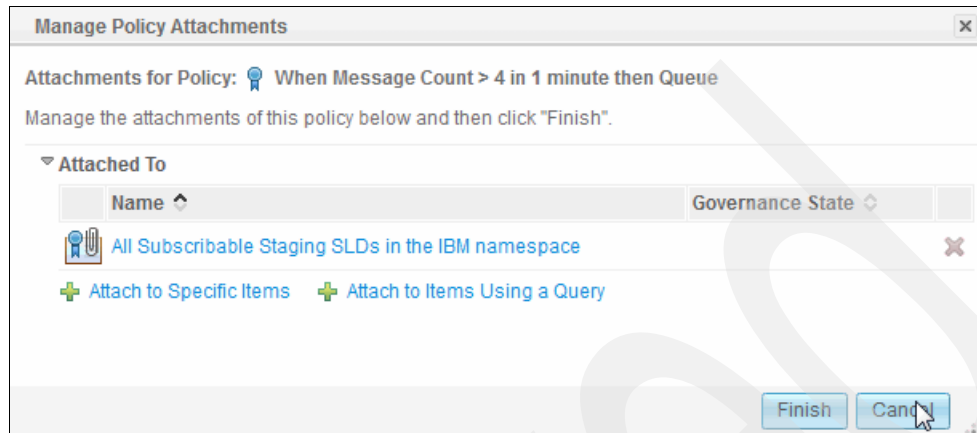 Manage Policy Attachments
Attachments for Policy: When Message Count > 4 in 1 minute then Queue
Manage the attachments of this policy below and then click "Finish".
Attached To
Name Governance State
All Subscribable Staging SLDs in the IBM namespace
Attach to Specific Items Attach to Items Using a Query
Finish Cancel